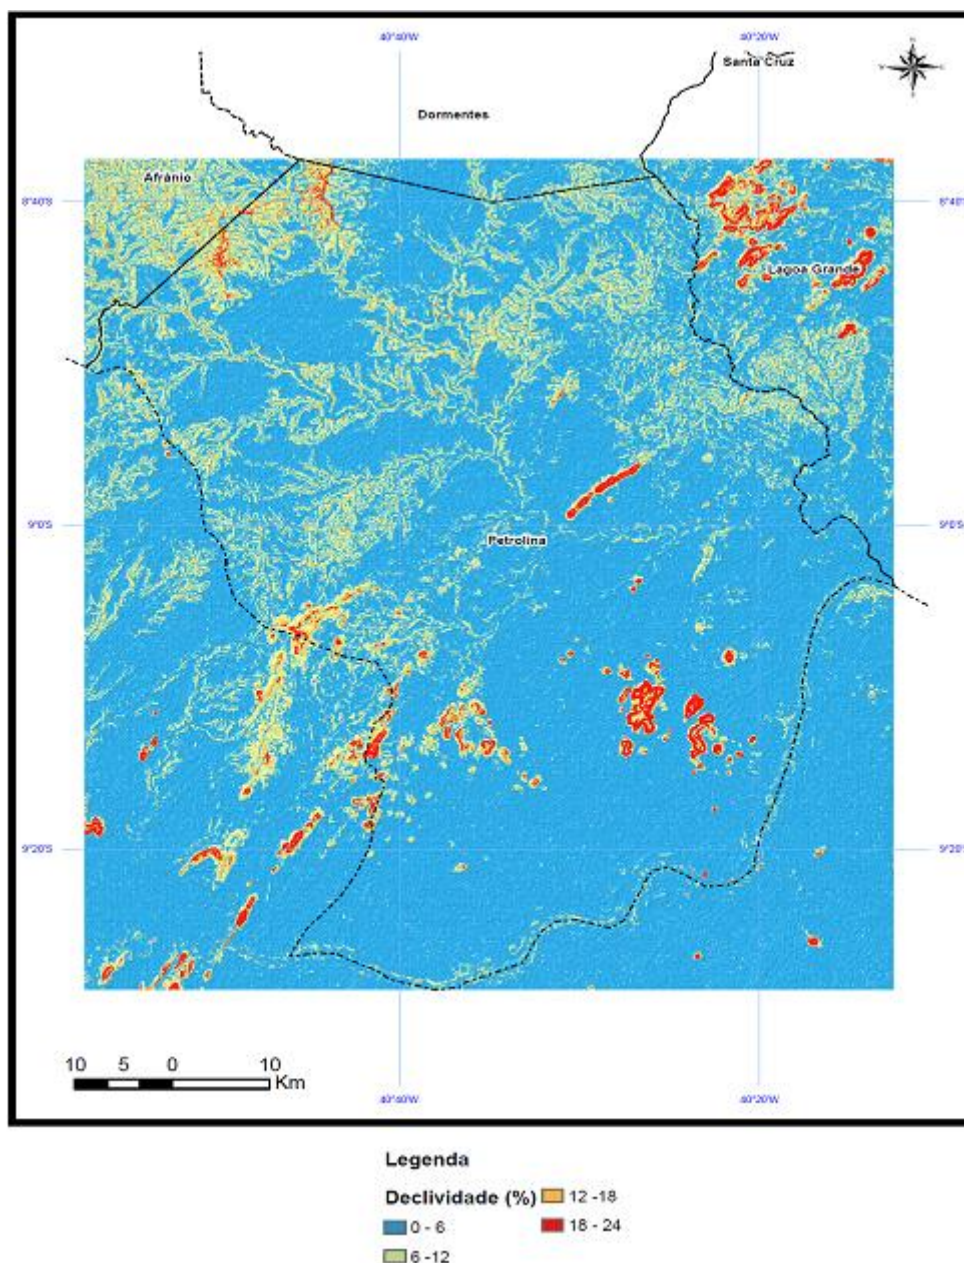 40°40'W 40°20'W
Santa Cruz
Dormentes
Afrânio
8°40'S 8°40'
Lagoa Grande
9°0'S 9°0'S
Petrolina
9°20'S 9°20'S
10 5 0 10
Km
40°40'W 40°20'W
Legenda
Declividade (%) 12 -18
0 - 6 18 - 24
6 -12